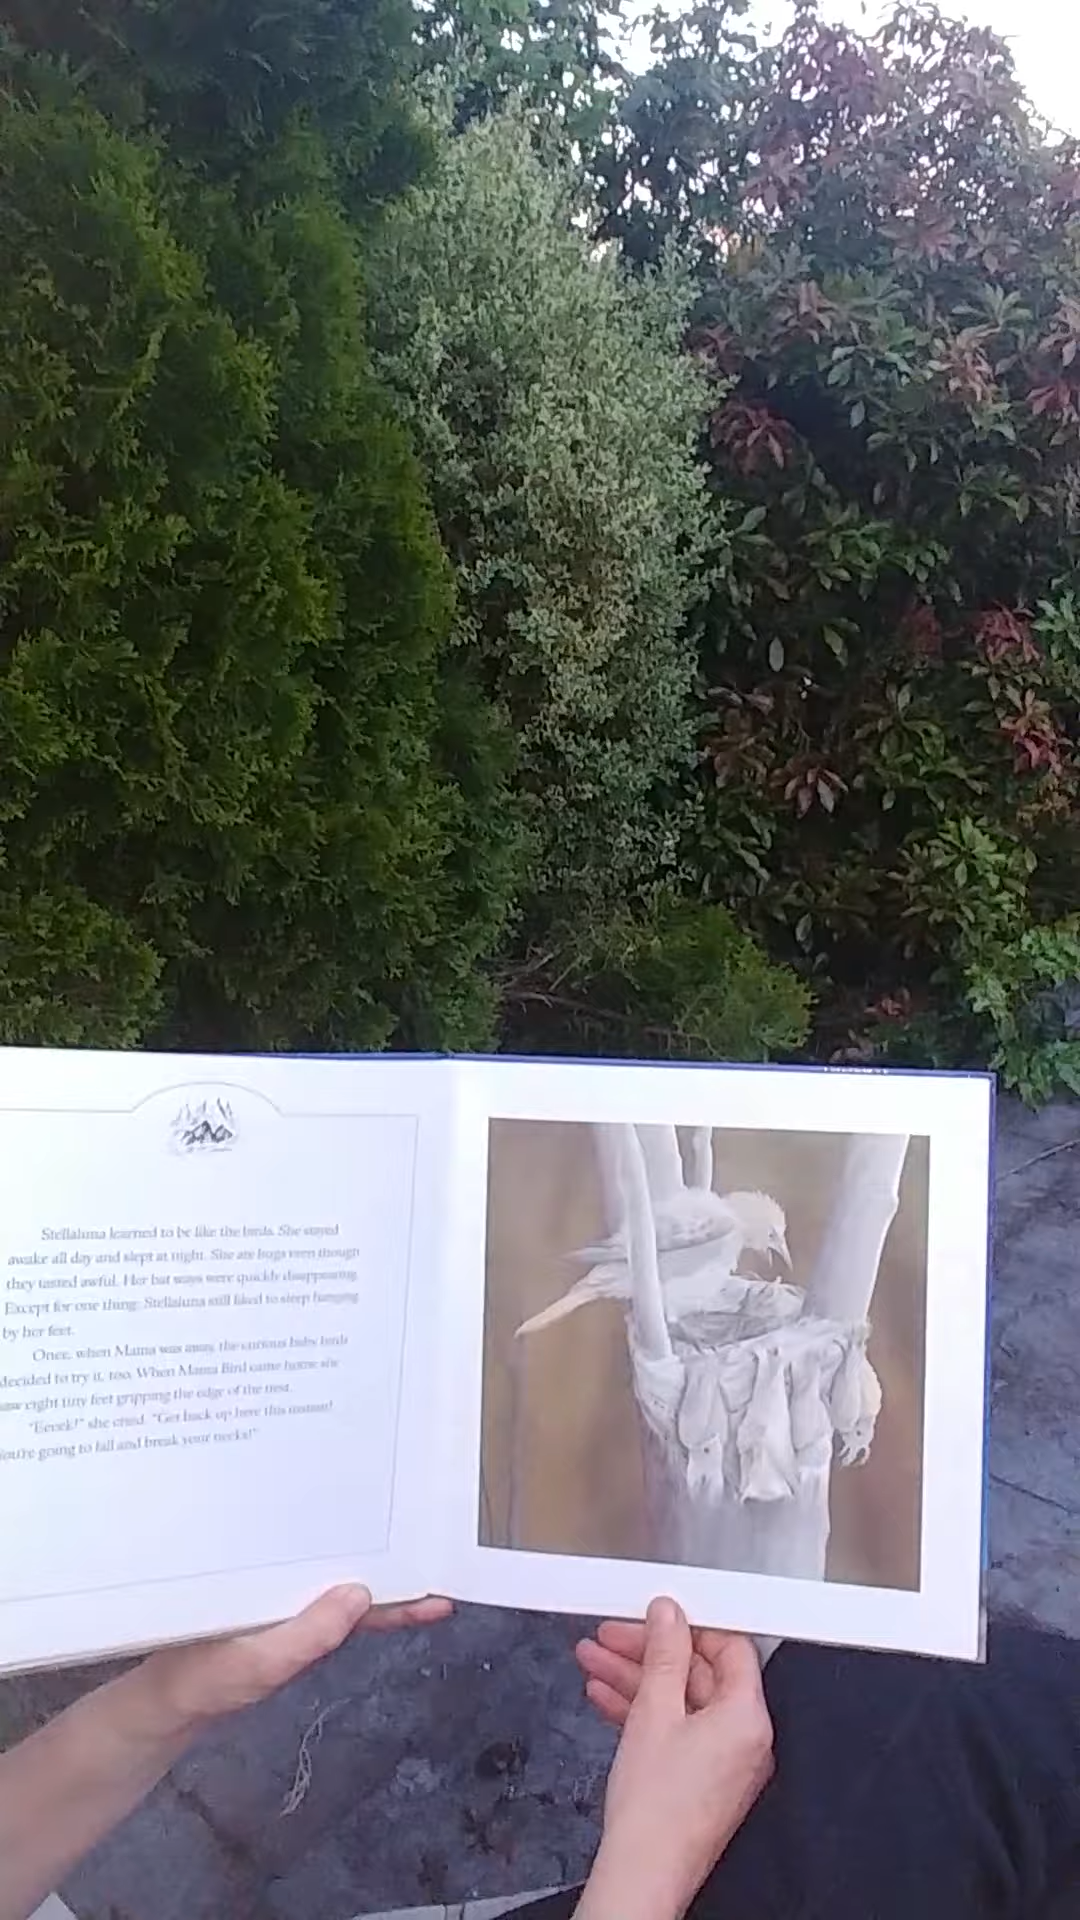 Stellaluna learned to be like the birds. She stayed
awake all day and slept at night. She ate bugs even though
they tasted awful. Her bat ways were quickly disappearing.
Except for one thing: Stellaluna still liked to sleep hanging
by her feet.
Once, when Mama was away, the curious baby birds
decided to try it, too. When Mama Bird came home she
saw eight tiny feet gripping the edge of the nest.
"Eeeek!" she cried. "Get back up here this instant!
You're going to fall and break your necks!"